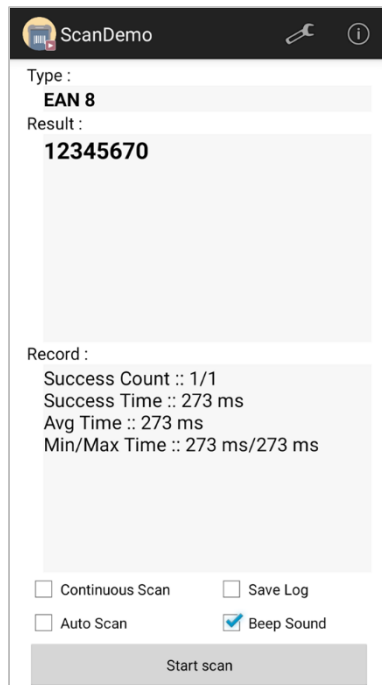 ScanDemo
Type :
EAN 8
Result :
12345670
Record :
Success Count :: 1/1
Success Time :: 273 ms
Avg Time :: 273 ms
Min/Max Time :: 273 ms/273 ms
Continuous Scan Save Log
Auto Scan Beep Sound
Start scan